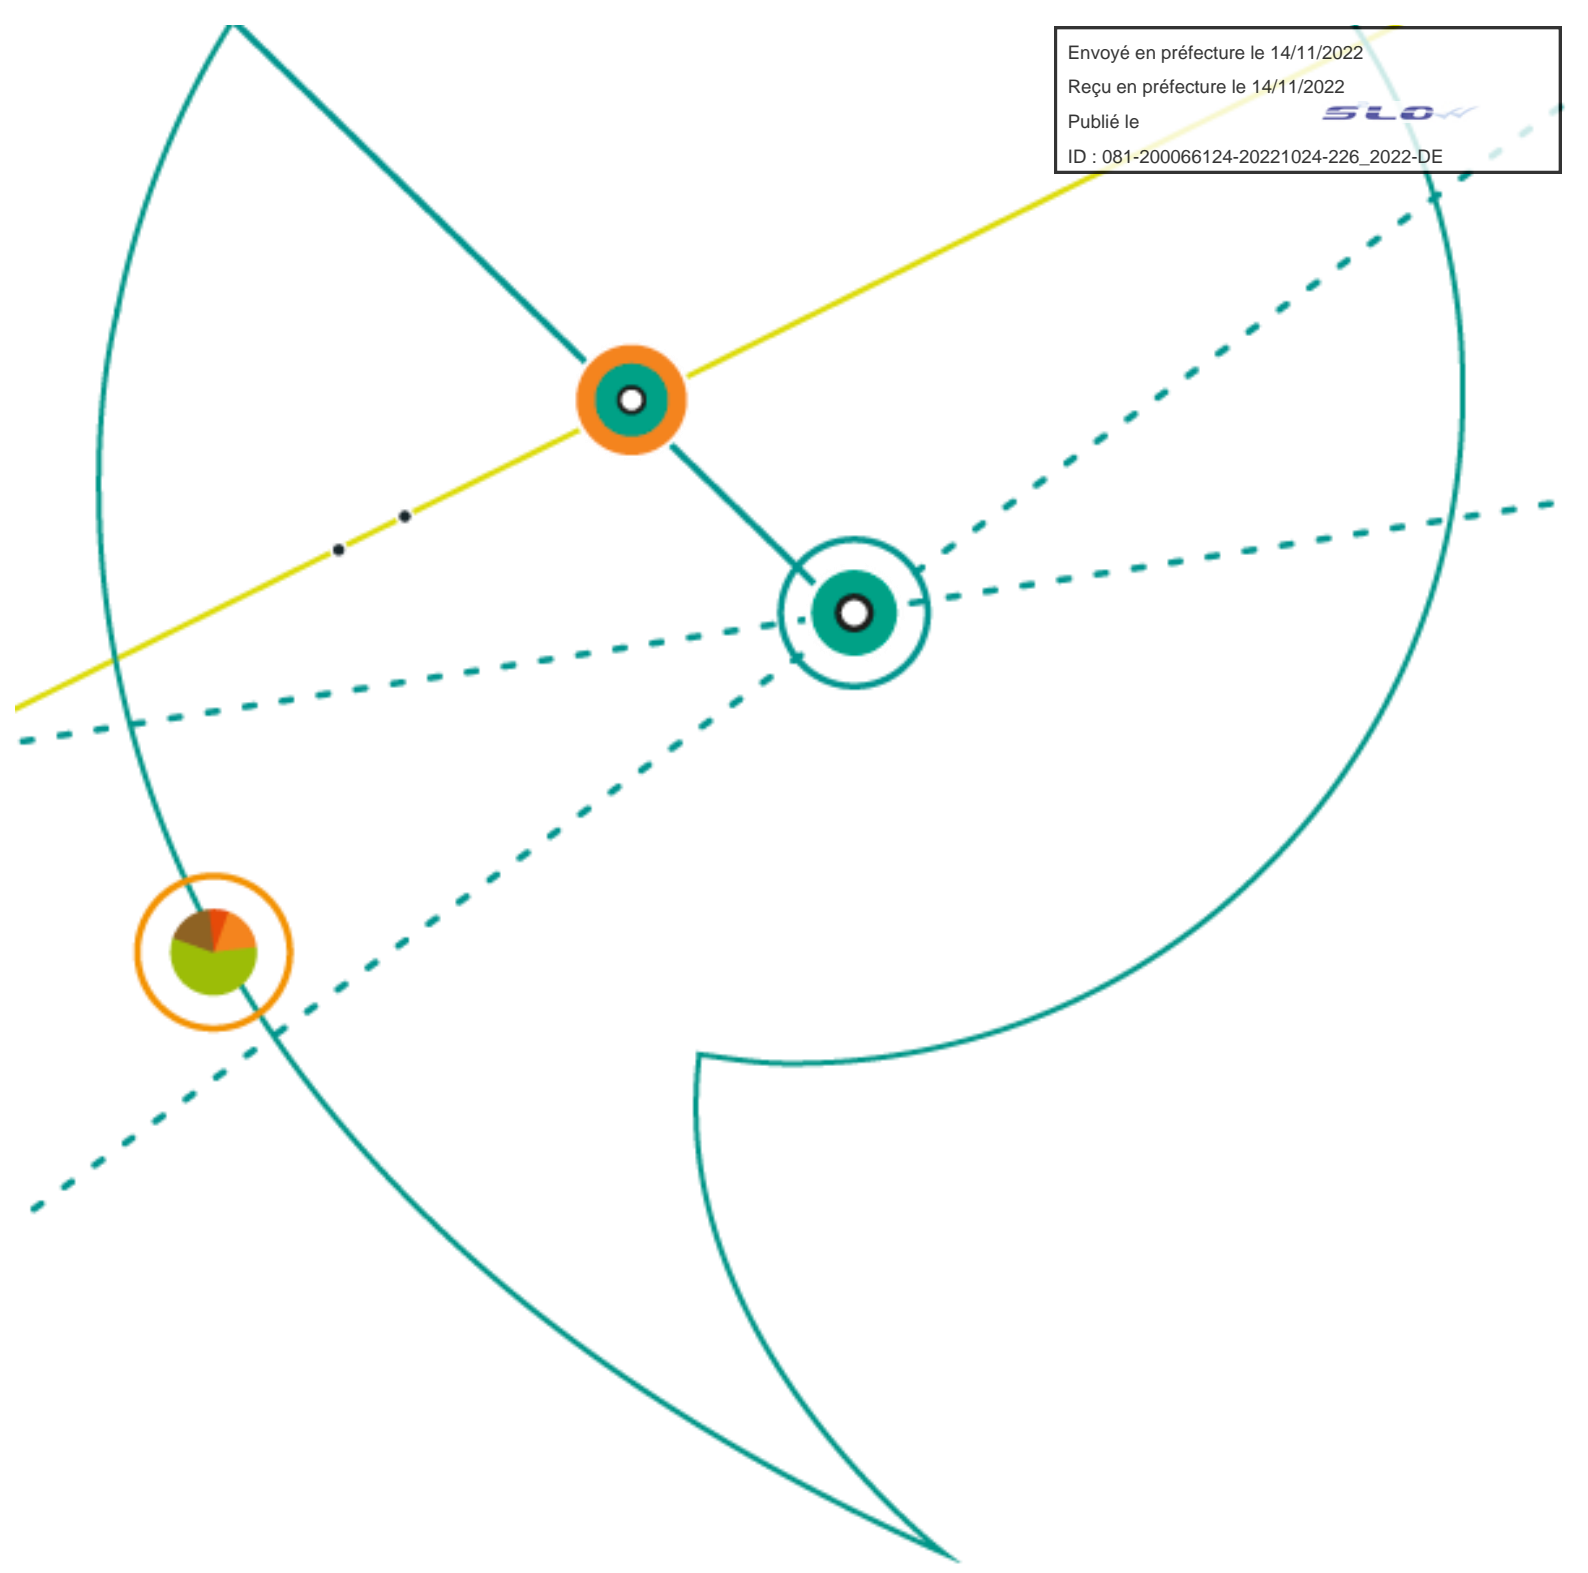 Envoyé en préfecture le 14/11/2022
Reçu en préfecture le 14/11/2022
Publié le
SLOW
ID : 081-200066124-20221024-226_2022-DE